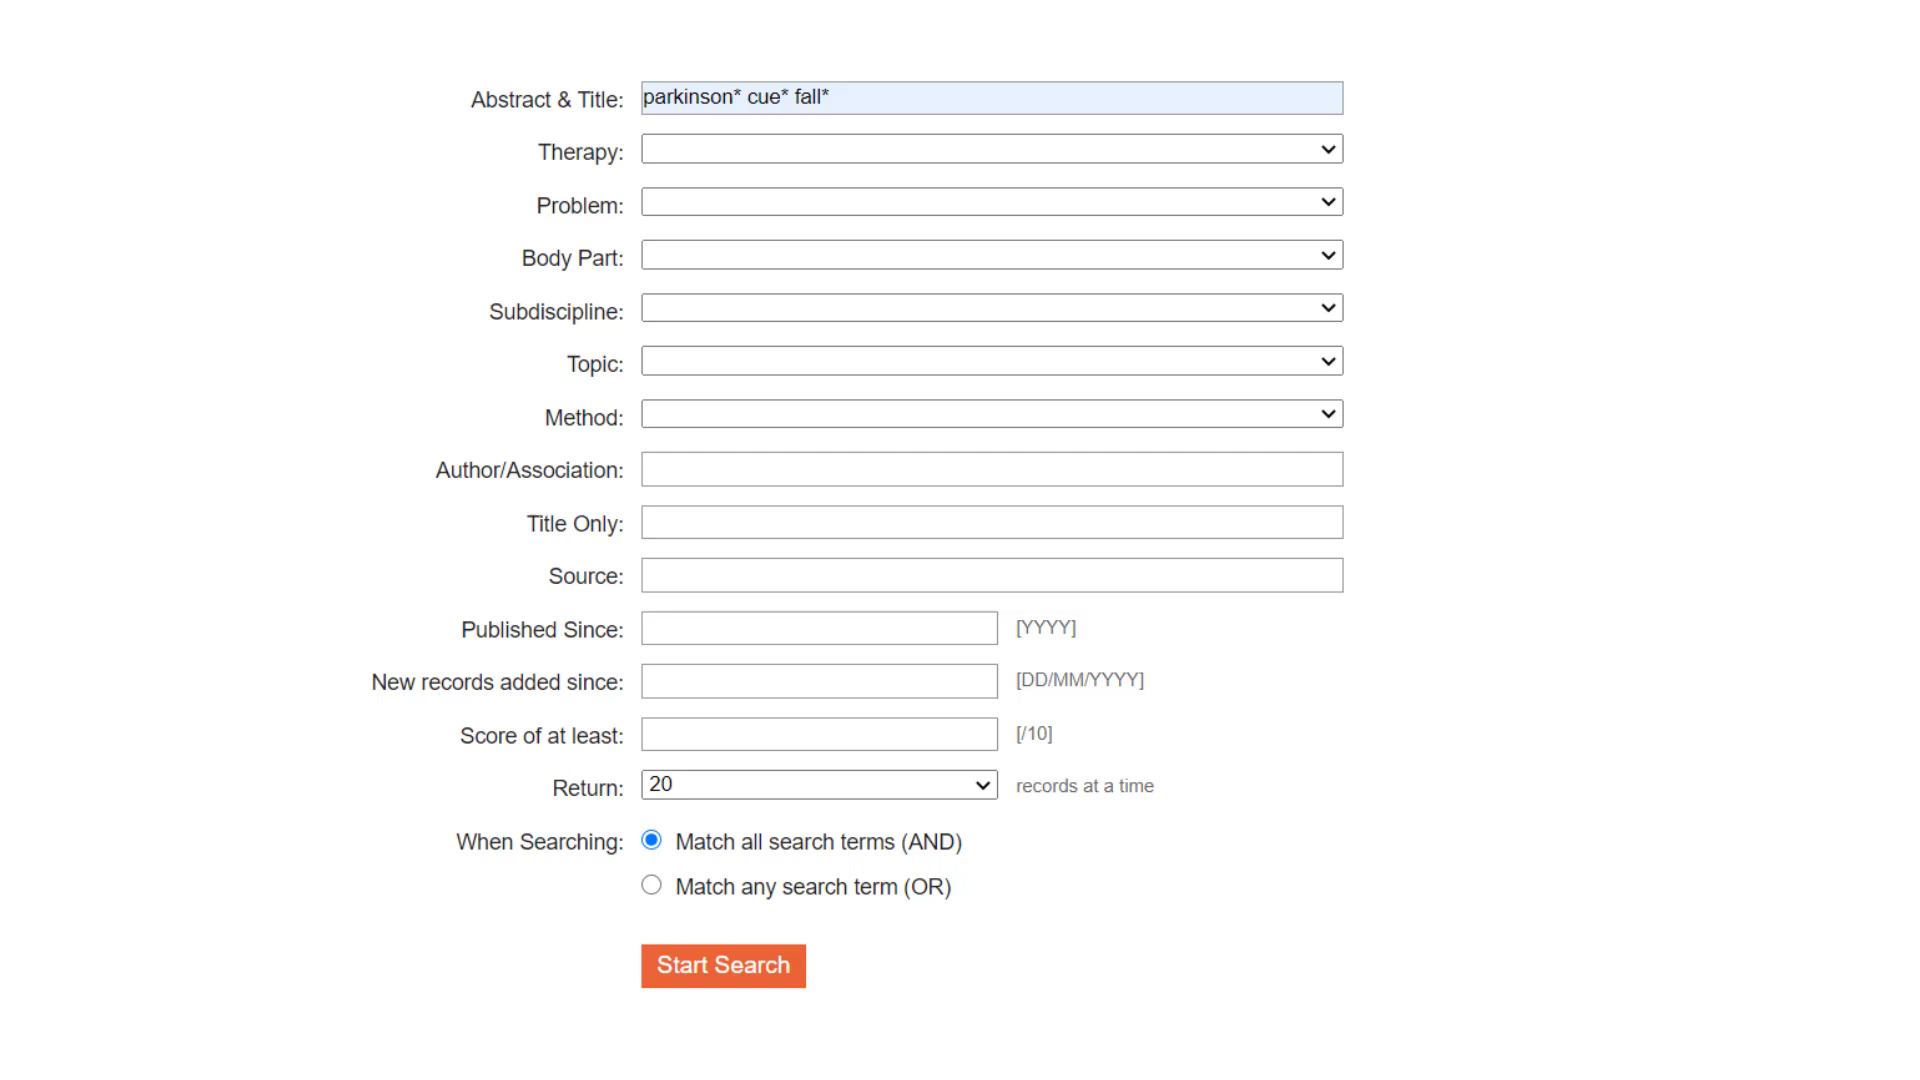 Abstract & Title: parkinson* cue* fall*
Therapy:
Problem:
Body Part:
Subdiscipline:
Topic:
Method:
Author/Association:
Title Only:
Source:
Published Since: [YYYY]
New records added since: [DD/MM/YYYY]
Score of at least: [/10]
Return: 20 records at a time
When Searching: Match all search terms (AND)
Match any search term (OR)
Start Search